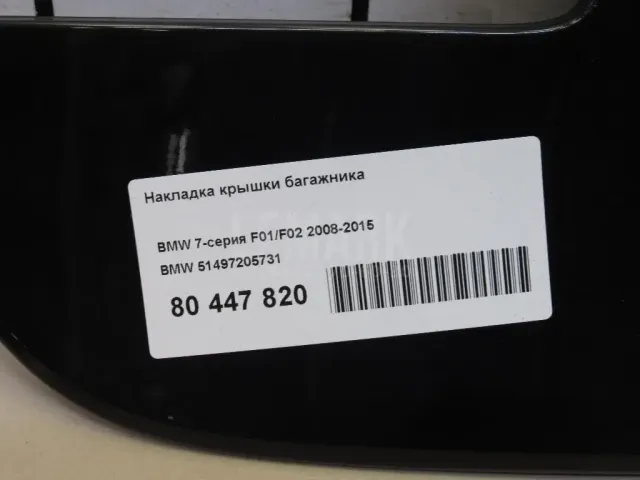 Накладка крышки багажника
BMW 7-серия F01/F02 2008-2015
BMW 51497205731
80 447 820